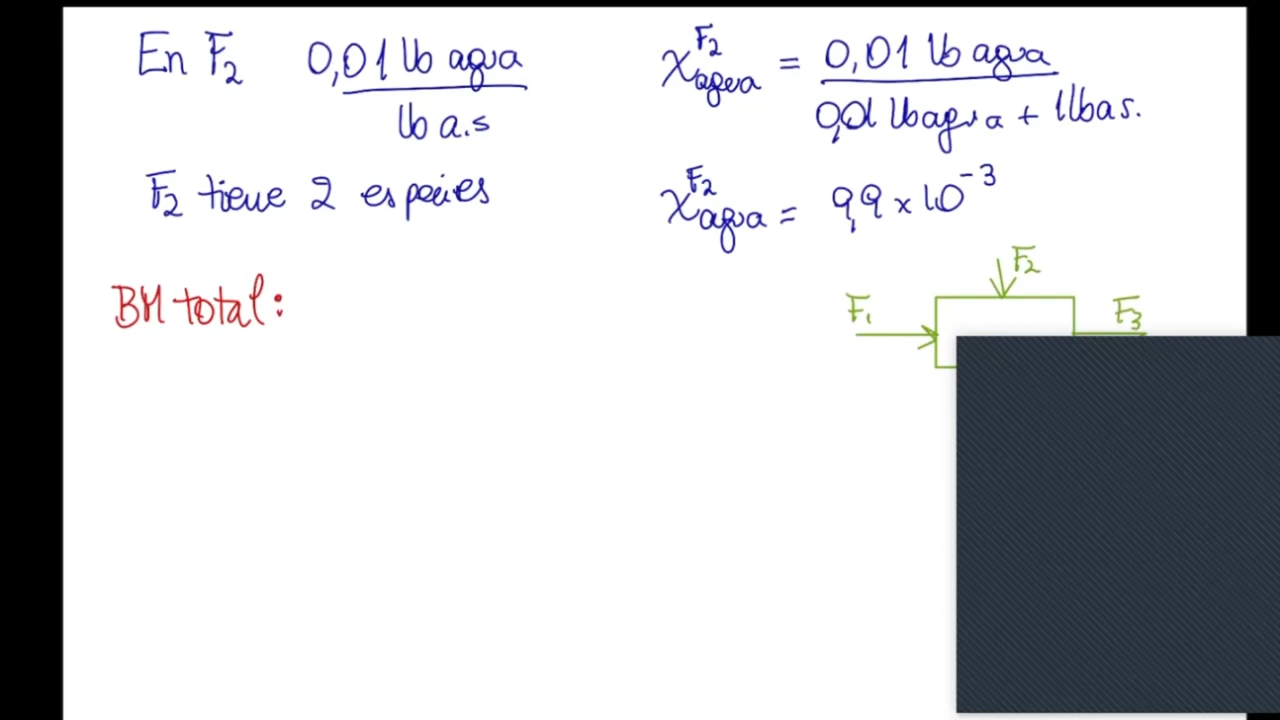 En F₂ 0,01 lb agua
lb a.s
F₂ tiene 2 especies
χ F₂ agua = 0,01 lb agua
0,01 lb agua + 1 lb a s.
χ F₂ agua = 9,9 x 10⁻³
BM total:
F₂
F₁
F₃